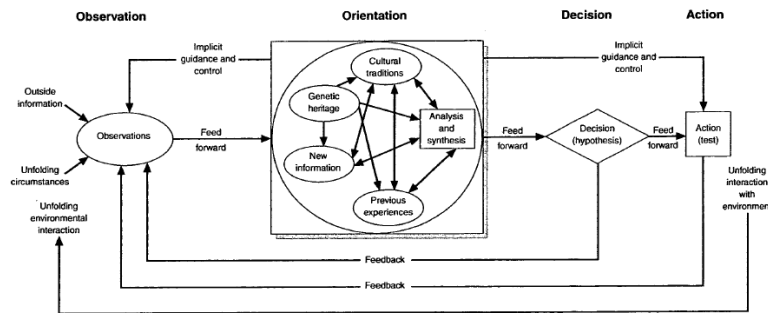 Observation
Orientation
Decision
Action
Implicit
guidance and
control
Implicit
guidance and
control
Outside
information
Observations
Unfolding
circumstances
Unfolding
environmental
interaction
Feed
forward
Cultural
traditions
Genetic
heritage
Analysis
and
synthesis
New
information
Previous
experiences
Feed
forward
Decision
(hypothesis)
Feed
forward
Action
(test)
Unfolding
interaction
with
environmen
Feedback
Feedback